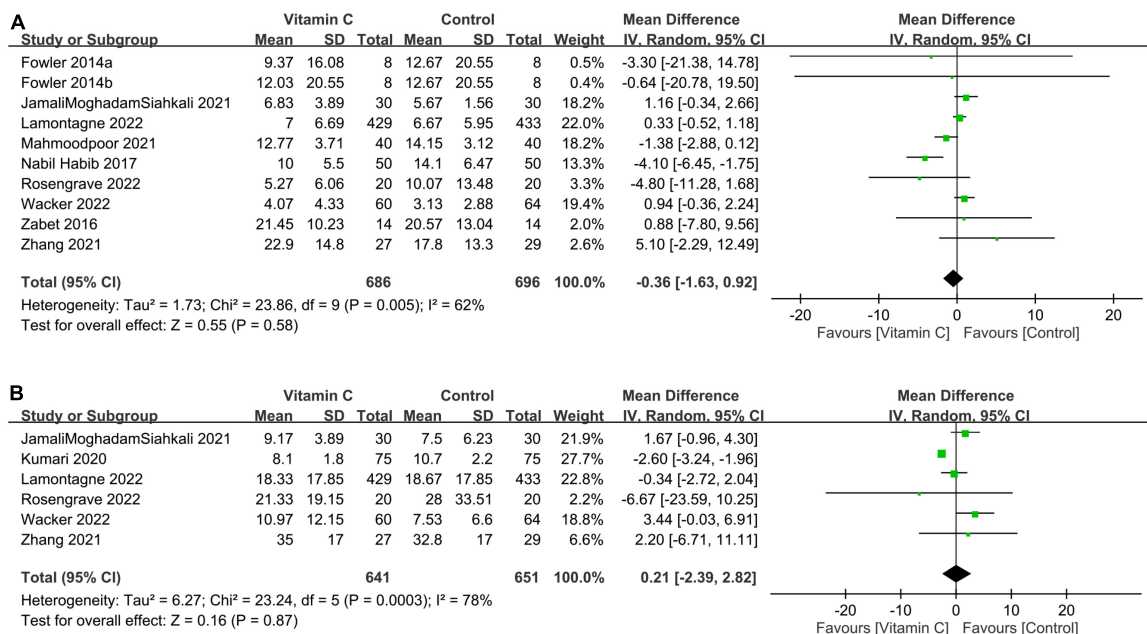 A
Vitamin C Control Mean Difference Mean Difference
Study or Subgroup Mean SD Total Mean SD Total Weight IV, Random, 95% CI IV, Random, 95% CI
Fowler 2014a 9.37 16.08 8 12.67 20.55 8 0.5% -3.30 [-21.38, 14.78]
Fowler 2014b 12.03 20.55 8 12.67 20.55 8 0.4% -0.64 [-20.78, 19.50]
JamaliMoghadamSiahkali 2021 6.83 3.89 30 5.67 1.56 30 18.2% 1.16 [-0.34, 2.66]
Lamontagne 2022 7 6.69 429 6.67 5.95 433 22.0% 0.33 [-0.52, 1.18]
Mahmoodpoor 2021 12.77 3.71 40 14.15 3.12 40 18.2% -1.38 [-2.88, 0.12]
Nabil Habib 2017 10 5.5 50 14.1 6.47 50 13.3% -4.10 [-6.45, -1.75]
Rosengrave 2022 5.27 6.06 20 10.07 13.48 20 3.3% -4.80 [-11.28, 1.68]
Wacker 2022 4.07 4.33 60 3.13 2.88 64 19.4% 0.94 [-0.36, 2.24]
Zabet 2016 21.45 10.23 14 20.57 13.04 14 2.0% 0.88 [-7.80, 9.56]
Zhang 2021 22.9 14.8 27 17.8 13.3 29 2.6% 5.10 [-2.29, 12.49]
Total (95% CI) 686 696 100.0% -0.36 [-1.63, 0.92]
Heterogeneity: Tau² = 1.73; Chi² = 23.86, df = 9 (P = 0.005); I² = 62%
Test for overall effect: Z = 0.55 (P = 0.58)
-20 -10 0 10 20
Favours [Vitamin C] Favours [Control]
B
Vitamin C Control Mean Difference Mean Difference
Study or Subgroup Mean SD Total Mean SD Total Weight IV, Random, 95% CI IV, Random, 95% CI
JamaliMoghadamSiahkali 2021 9.17 3.89 30 7.5 6.23 30 21.9% 1.67 [-0.96, 4.30]
Kumari 2020 8.1 1.8 75 10.7 2.2 75 27.7% -2.60 [-3.24, -1.96]
Lamontagne 2022 18.33 17.85 429 18.67 17.85 433 22.8% -0.34 [-2.72, 2.04]
Rosengrave 2022 21.33 19.15 20 28 33.51 20 2.2% -6.67 [-23.59, 10.25]
Wacker 2022 10.97 12.15 60 7.53 6.6 64 18.8% 3.44 [-0.03, 6.91]
Zhang 2021 35 17 27 32.8 17 29 6.6% 2.20 [-6.71, 11.11]
Total (95% CI) 641 651 100.0% 0.21 [-2.39, 2.82]
Heterogeneity: Tau² = 6.27; Chi² = 23.24, df = 5 (P = 0.0003); I² = 78%
Test for overall effect: Z = 0.16 (P = 0.87)
-20 -10 0 10 20
Favours [Vitamin C] Favours [Control]